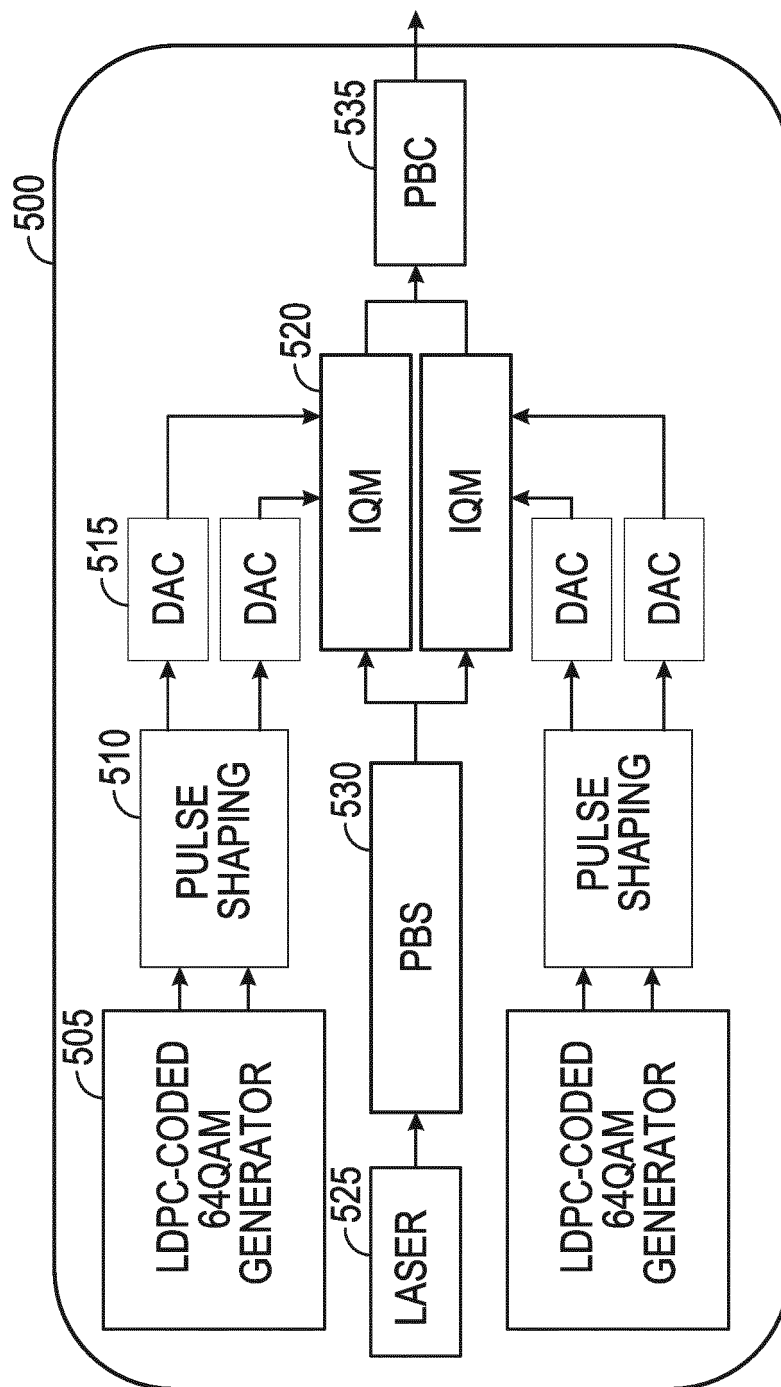 500
505
LDPC-CODED
64QAM
GENERATOR
510
PULSE
SHAPING
515
DAC
DAC
520
IQM
IQM
525
LASER
530
PBS
535
PBC
LDPC-CODED
64QAM
GENERATOR
PULSE
SHAPING
DAC
DAC